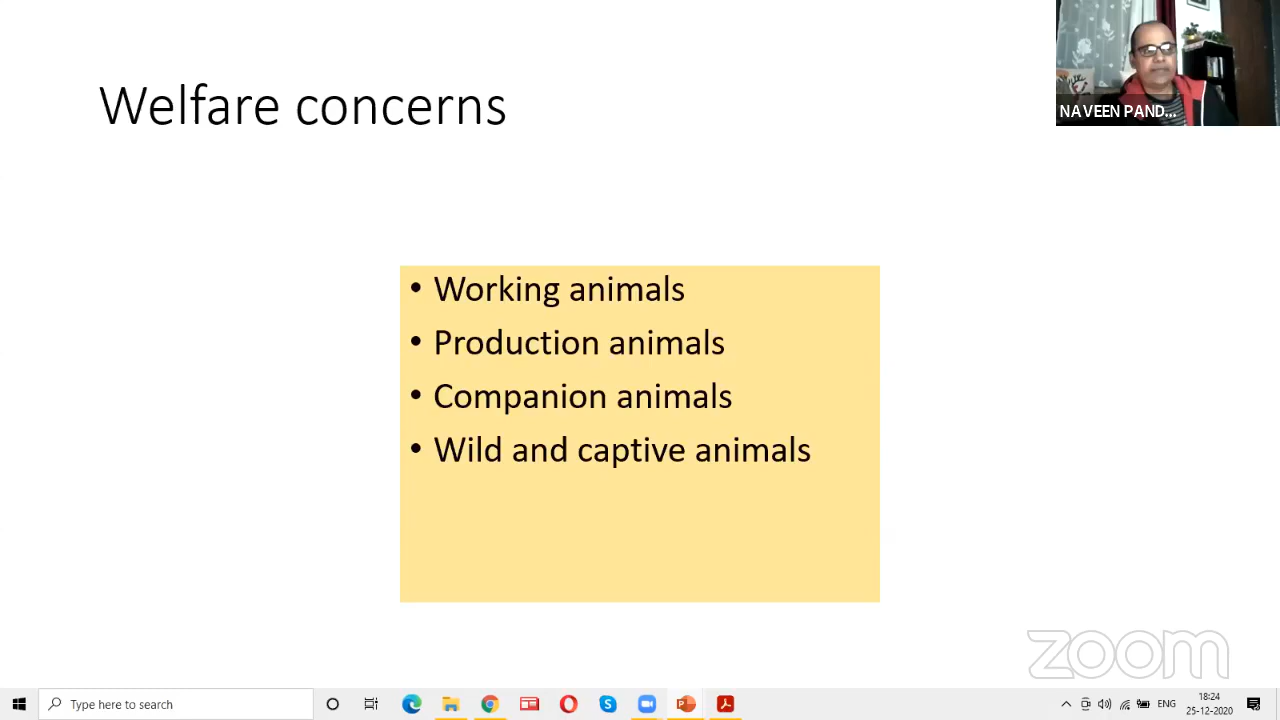 Welfare concerns
NAVEEN PAND...
• Working animals
• Production animals
• Companion animals
• Wild and captive animals
zoom
Type here to search
ENG
18:24
25-12-2020